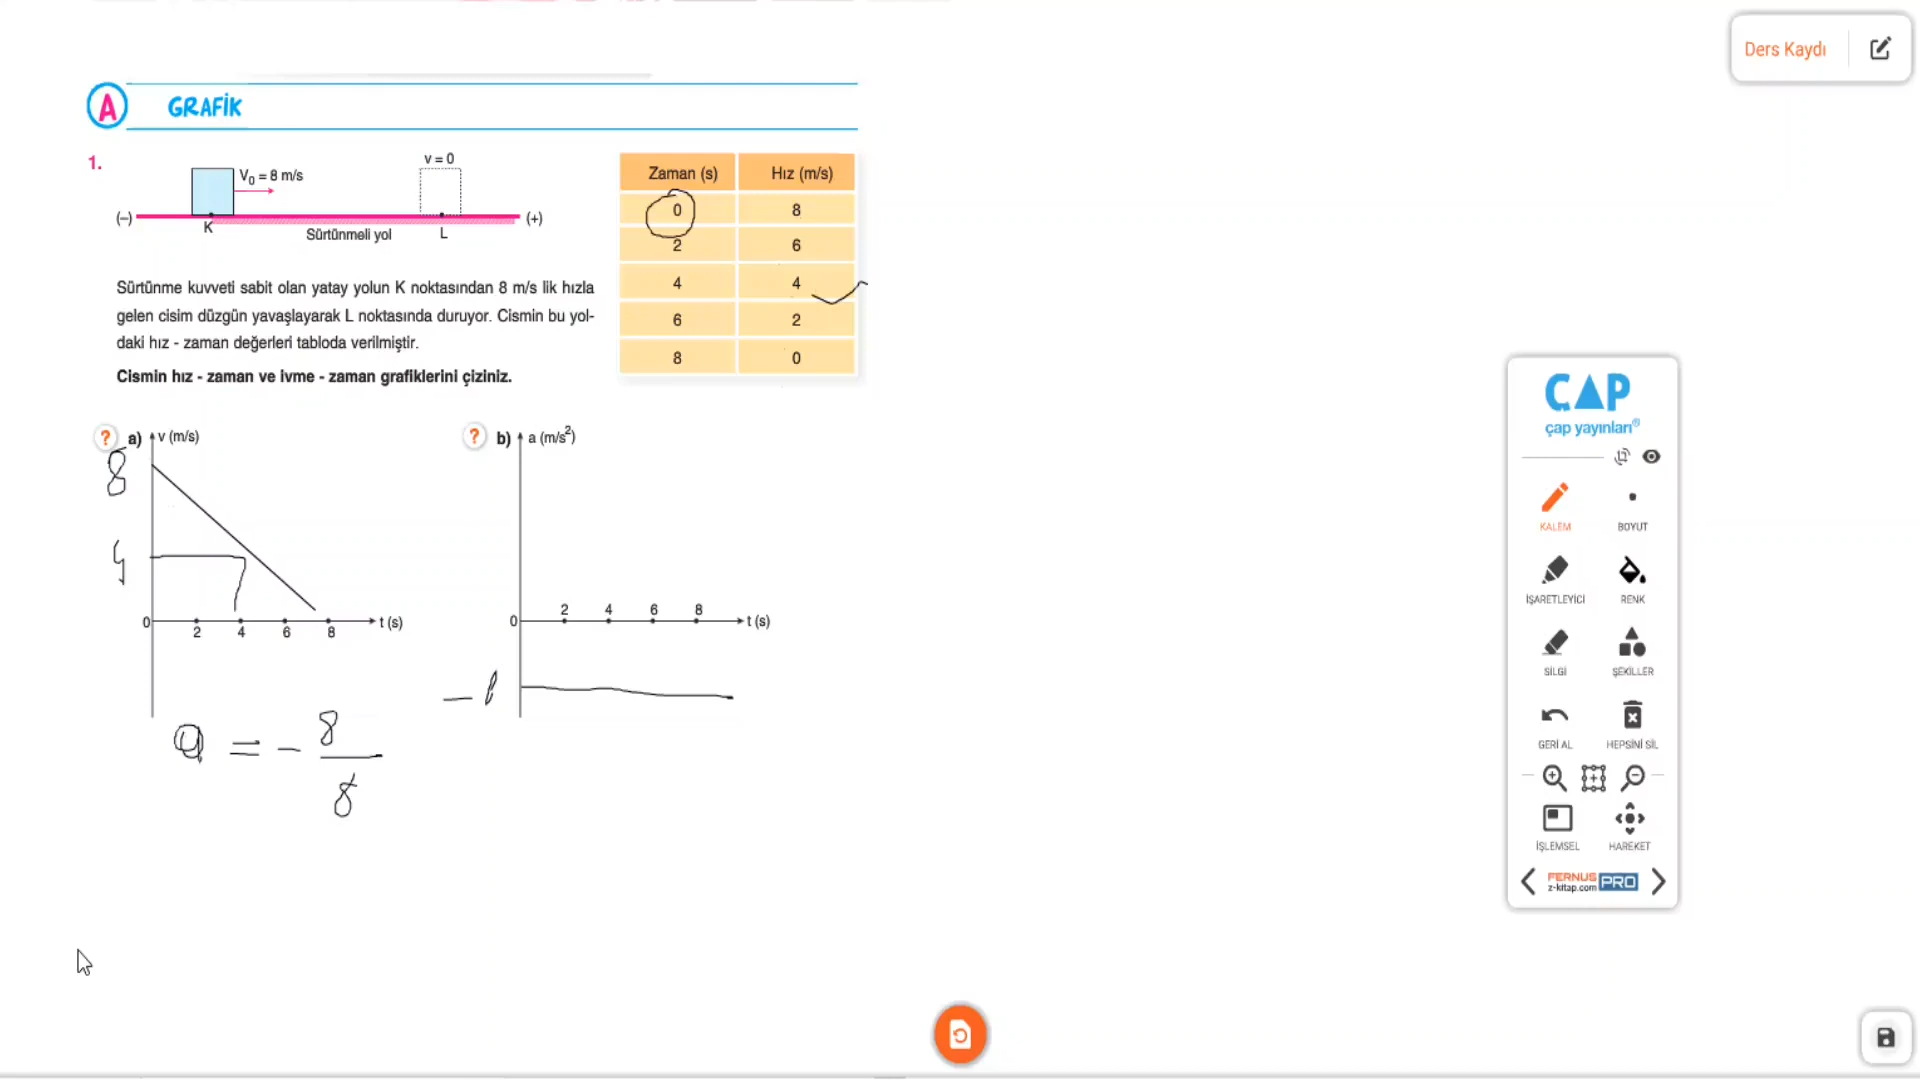 Ders Kaydı
A GRAFİK
1.
V0 = 8 m/s
v = 0
(–) K Sürtünmeli yol L (+)
Zaman (s) Hız (m/s)
0 8
2 6
4 4
6 2
8 0
Sürtünme kuvveti sabit olan yatay yolun K noktasından 8 m/s lik hızla
gelen cisim düzgün yavaşlayarak L noktasında duruyor. Cismin bu yol-
daki hız - zaman değerleri tabloda verilmiştir.
Cismin hız - zaman ve ivme - zaman grafiklerini çiziniz.
? a) v (m/s)
8
4
0 2 4 6 8 t (s)
? b) a (m/s²)
2 4 6 8
0 t (s)
– 1
a = – 8
8
ÇAP
çap yayınları®
KALEM BOYUT
İŞARETLEYİCİ RENK
SİLGİ ŞEKİLLER
GERİ AL HEPSİNİ SİL
İŞLEMSEL HAREKET
FERNUS
z-kitap.com PRO